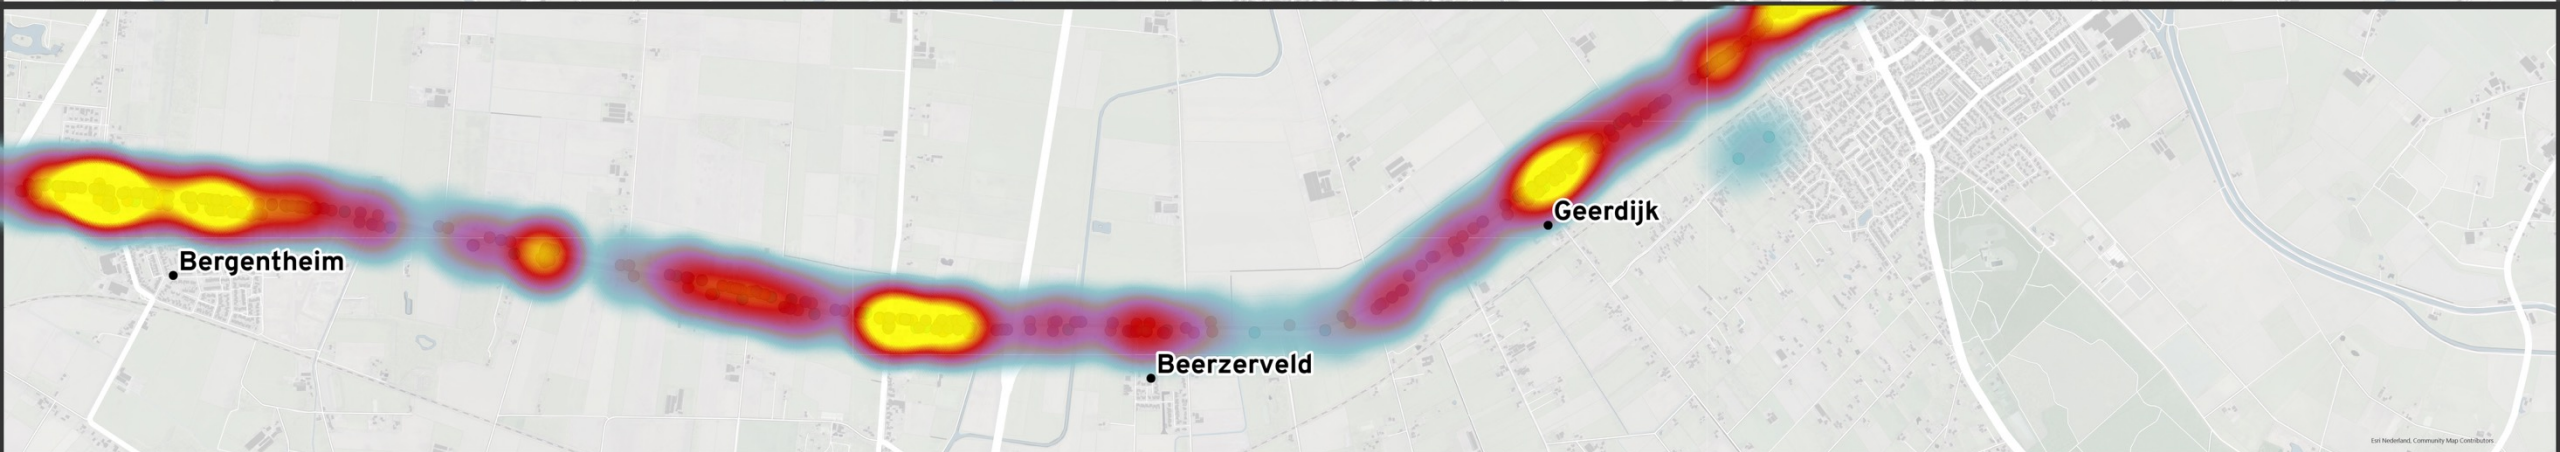 Geerdijk
Bergentheim
Beerzerveld
Esri Nederland, Community Map Contributors